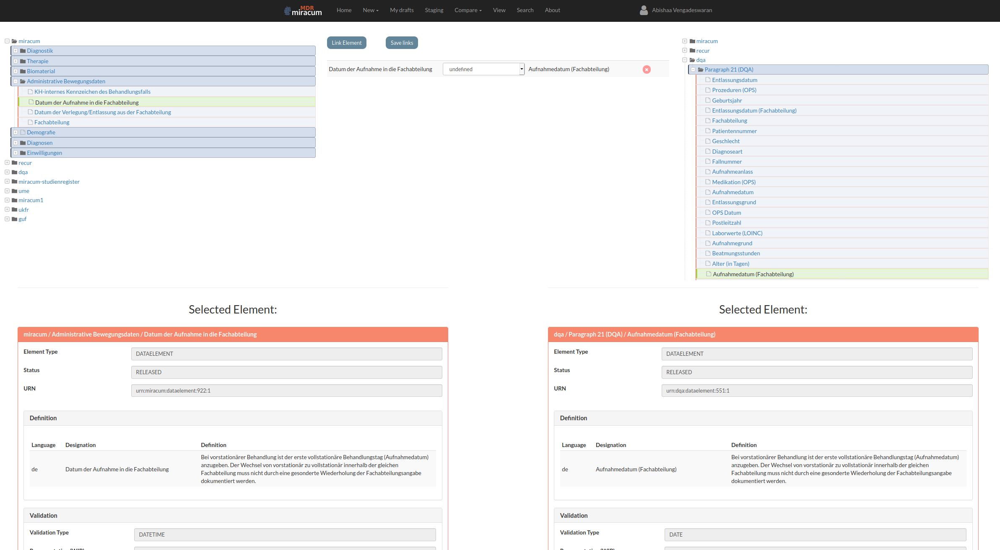 MDR
miracum
Home
New
My drafts
Staging
Compare
View
Search
About
Abishaa Vengadeswaran
miracum
Diagnostik
Therapie
Biomaterial
Administrative Bewegungsdaten
KH-internes Kennzeichen des Behandlungsfalls
Datum der Aufnahme in die Fachabteilung
Datum der Verlegung/Entlassung aus der Fachabteilung
Fachabteilung
Demografie
Diagnosen
Einwilligungen
recur
dqa
miracum-studienregister
ume
miracum1
ukfr
guf
Link Element
Save links
Datum der Aufnahme in die Fachabteilung
undefined
Aufnahmedatum (Fachabteilung)
miracum
recur
dqa
Paragraph 21 (DQA)
Entlassungsdatum
Prozeduren (OPS)
Geburtsjahr
Entlassungsdatum (Fachabteilung)
Fachabteilung
Patientennummer
Geschlecht
Diagnoseart
Fallnummer
Aufnahmeanlass
Medikation (OPS)
Aufnahmedatum
Entlassungsgrund
OPS Datum
Postleitzahl
Laborwerte (LOINC)
Aufnahmegrund
Beatmungsstunden
Alter (in Tagen)
Aufnahmedatum (Fachabteilung)
Selected Element:
miracum / Administrative Bewegungsdaten / Datum der Aufnahme in die Fachabteilung
Element Type
DATAELEMENT
Status
RELEASED
URN
urn:miracum:dataelement:922:1
Definition
Language Designation Definition
de
Datum der Aufnahme in die Fachabteilung
Bei vorstationärer Behandlung ist der erste vollstationäre Behandlungstag (Aufnahmedatum)
anzugeben. Der Wechsel von vorstationär zu vollstationär innerhalb der gleichen
Fachabteilung muss nicht durch eine gesonderte Wiederholung der Fachabteilungsangabe
dokumentiert werden.
Validation
Validation Type
DATETIME
Selected Element:
dqa / Paragraph 21 (DQA) / Aufnahmedatum (Fachabteilung)
Element Type
DATAELEMENT
Status
RELEASED
URN
urn:dqa:dataelement:551:1
Definition
Language Designation Definition
de
Aufnahmedatum (Fachabteilung)
Bei vorstationärer Behandlung ist der erste vollstationäre Behandlungstag (Aufnahmedatum)
anzugeben. Der Wechsel von vorstationär zu vollstationär innerhalb der gleichen
Fachabteilung muss nicht durch eine gesonderte Wiederholung der Fachabteilungsangabe
dokumentiert werden.
Validation
Validation Type
DATE